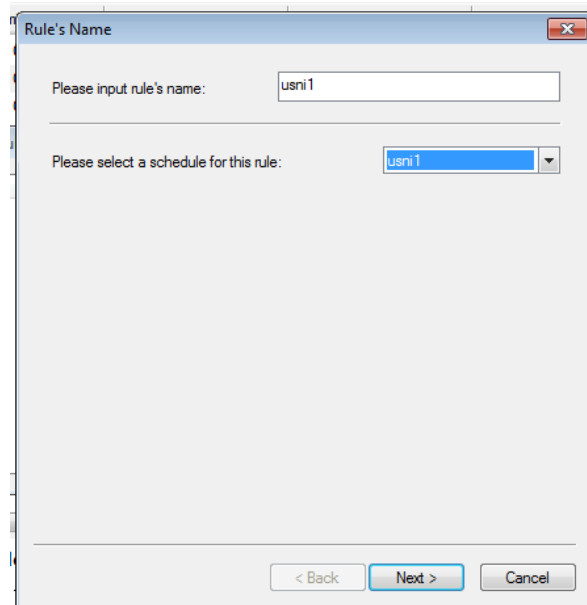 Rule's Name
Please input rule's name: usni1
Please select a schedule for this rule: usni1
< Back Next > Cancel